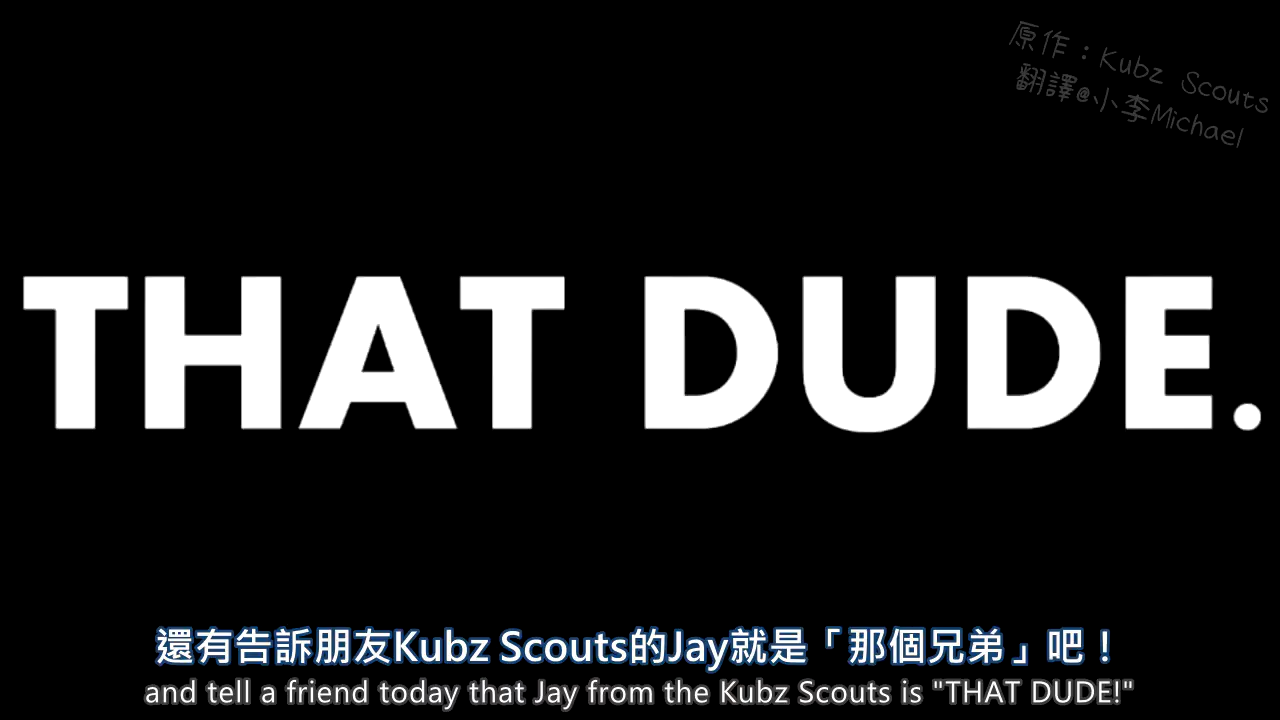 原作：Kubz Scouts
翻譯@小李Michael
THAT DUDE.
還有告訴朋友Kubz Scouts的Jay就是「那個兄弟」吧！
and tell a friend today that Jay from the Kubz Scouts is "THAT DUDE!"